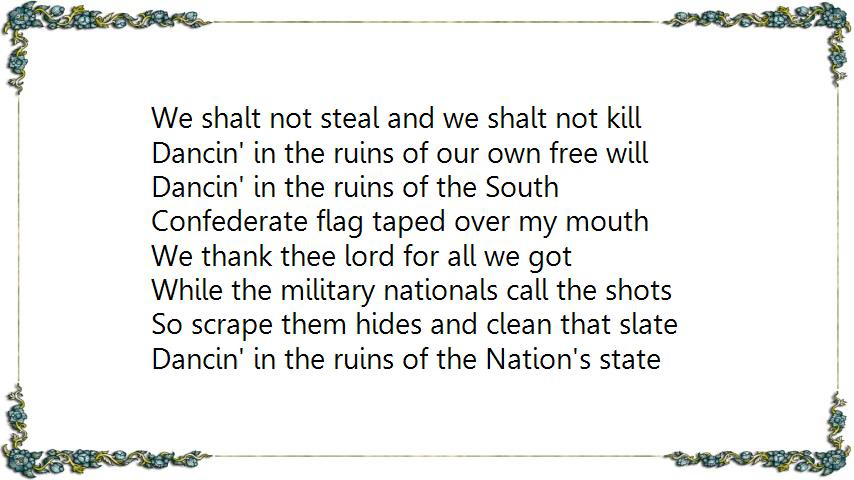 We shalt not steal and we shalt not kill
Dancin' in the ruins of our own free will
Dancin' in the ruins of the South
Confederate flag taped over my mouth
We thank thee lord for all we got
While the military nationals call the shots
So scrape them hides and clean that slate
Dancin' in the ruins of the Nation's state